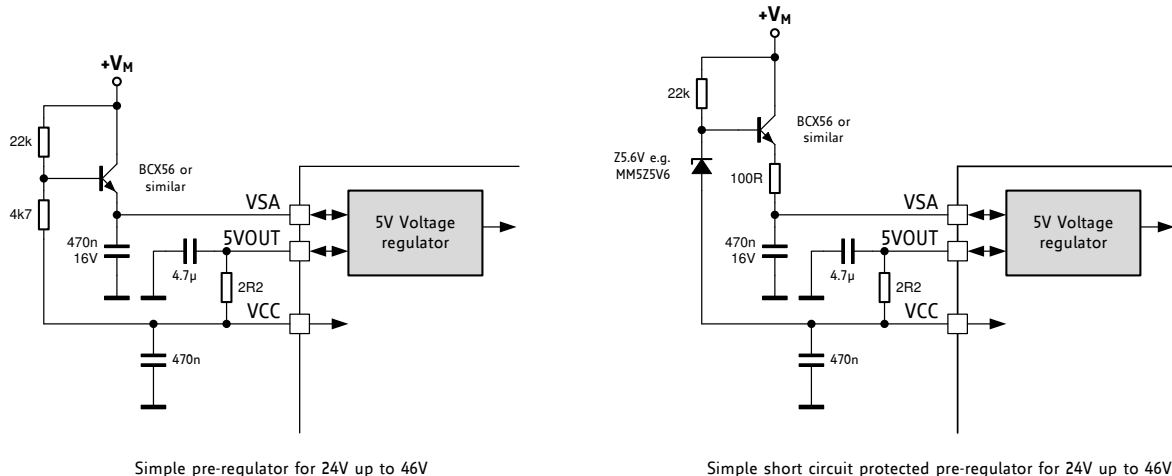 +VM
22k
BCX56 or
similar
4k7
VSA
470n
16V
5VOUT
4.7µ
2R2
VCC
470n
5V Voltage
regulator
Simple pre-regulator for 24V up to 46V
+VM
22k
BCX56 or
similar
Z5.6V e.g.
MM5Z5V6
100R
VSA
470n
16V
5VOUT
4.7µ
2R2
VCC
470n
5V Voltage
regulator
Simple short circuit protected pre-regulator for 24V up to 46V